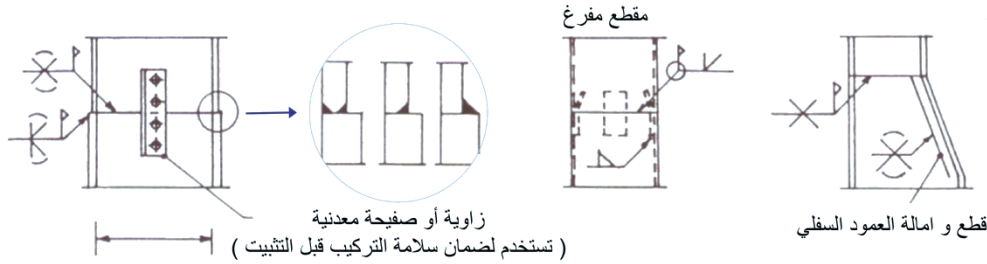 مقطع مفرغ
زاوية أو صفيحة معدنية
( تستخدم لضمان سلامة التركيب قبل التثبيت )
قطع و امالة العمود السفلي